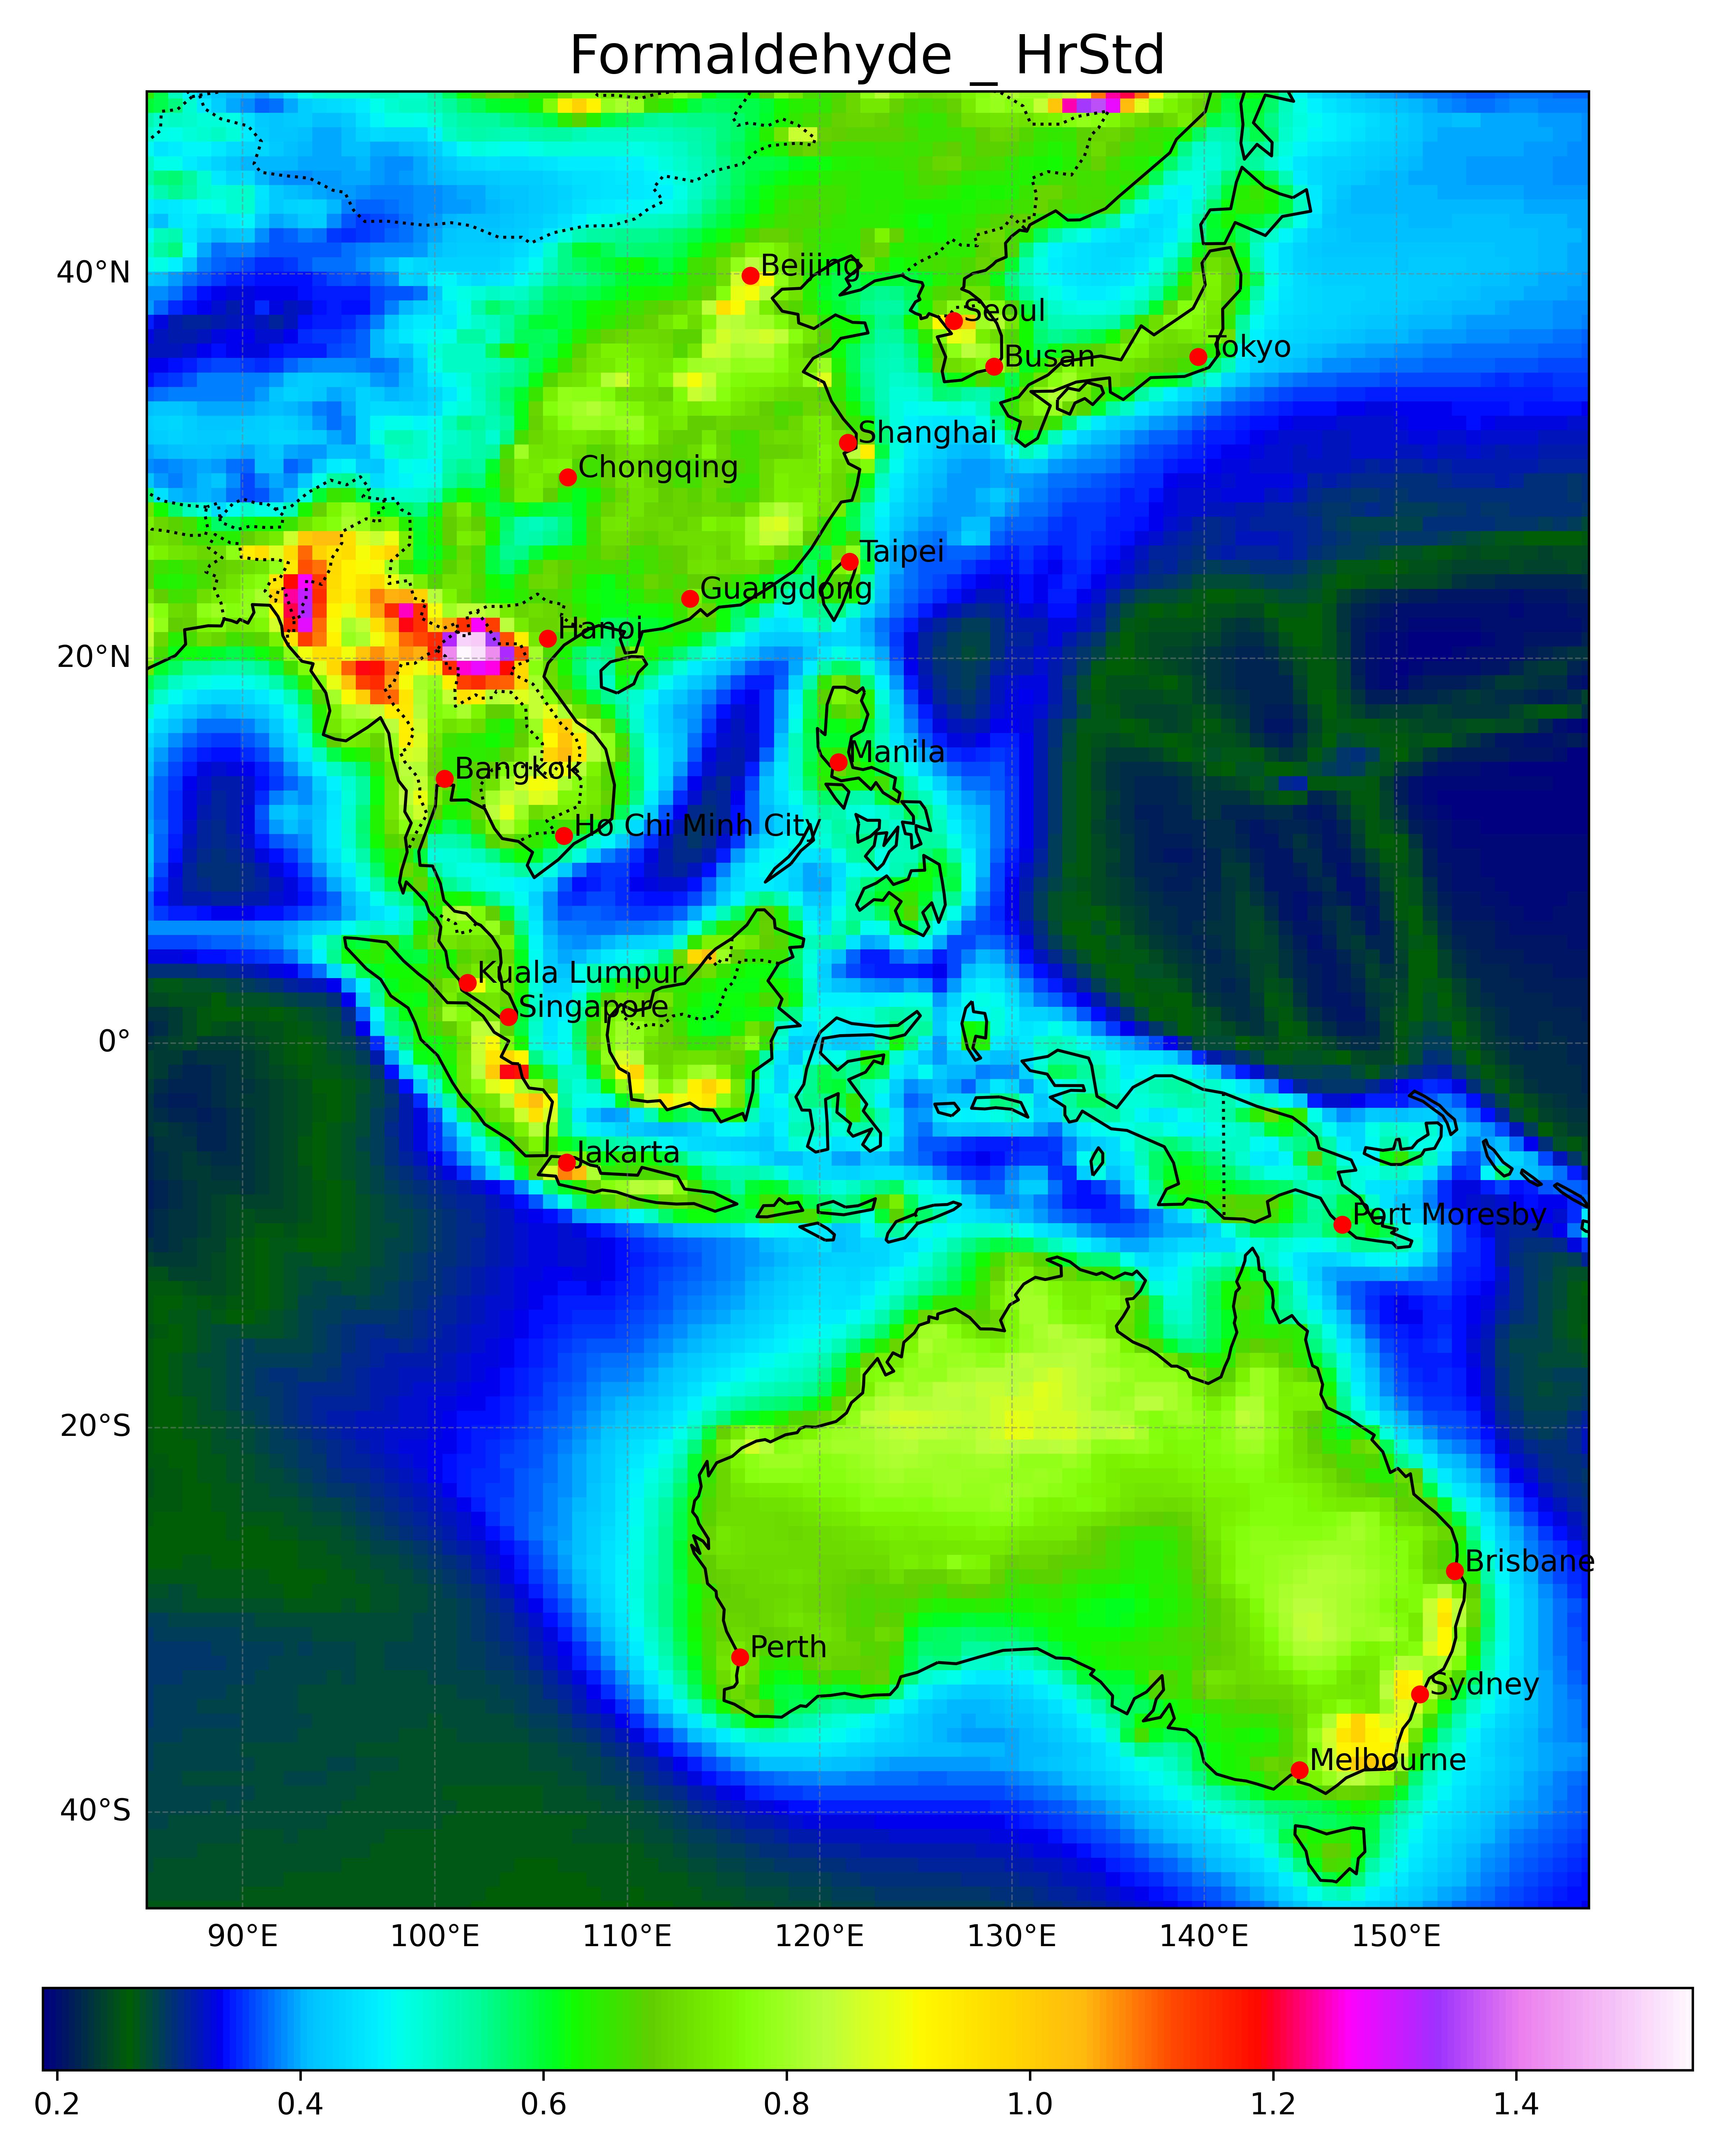 Formaldehyde _ HrStd
40°N
20°N
0°
20°S
40°S
Beijing
Seoul
Busan
Tokyo
Shanghai
Chongqing
Taipei
Guangdong
Hanoi
Manila
Bangkok
Ho Chi Minh City
Kuala Lumpur
Singapore
Jakarta
Port Moresby
Brisbane
Perth
Sydney
Melbourne
90°E 100°E 110°E 120°E 130°E 140°E 150°E
0.2 0.4 0.6 0.8 1.0 1.2 1.4